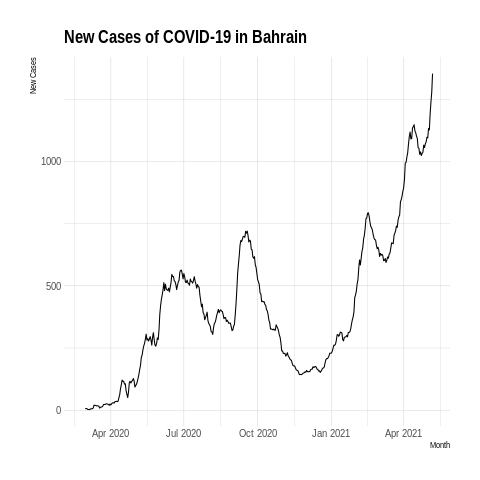 New Cases of COVID-19 in Bahrain
New Cases
1000
500
0
Apr 2020 Jul 2020 Oct 2020 Jan 2021 Apr 2021
Month